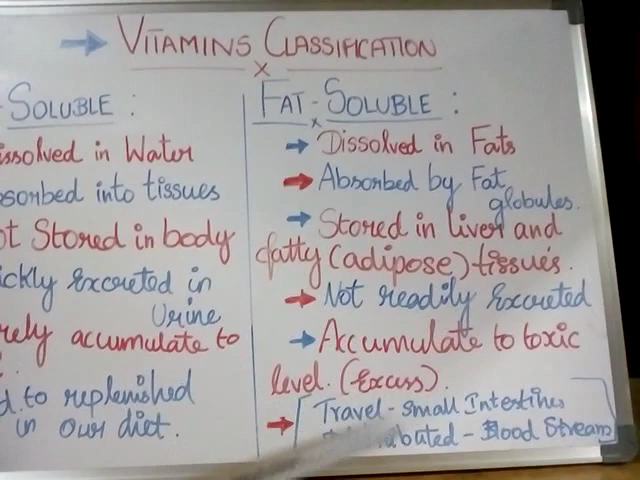 VITAMINS CLASSIFICATION
- SOLUBLE :
issolved in Water
bsorbed into tissues
ot Stored in body
ickly Excreted in
Urine
rely accumulate to
d to replenished
in our diet.
FAT - SOLUBLE :
Dissolved in Fats
Absorbed by Fat
globules.
Stored in liver and
fatty (adipose) tissues.
Not readily Excreted
Accumulate to toxic
level. (Excess).
Travel - Small Intestines
- Blood Stream